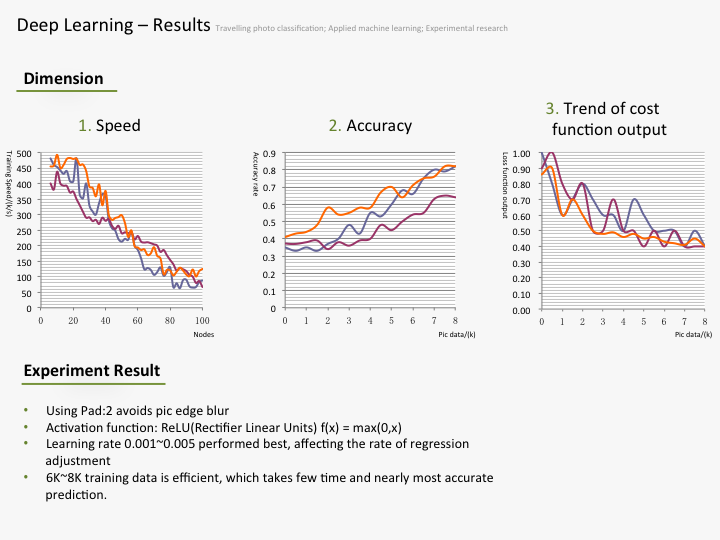 Deep Learning – Results Travelling photo classification; Applied machine learning; Experimental research
Dimension
1. Speed
2. Accuracy
3. Trend of cost
function output
Training Speed/(k/s)
500
450
400
350
300
250
200
150
100
50
0
0 20 40 60 80 100
Nodes
Accuracy rate
0.9
0.8
0.7
0.6
0.5
0.4
0.3
0.2
0.1
0
0 1 2 3 4 5 6 7 8
Pic data/(k)
Loss function output
1.00
0.90
0.80
0.70
0.60
0.50
0.40
0.30
0.20
0.10
0.00
0 1 2 3 4 5 6 7 8
Pic data/(k)
Experiment Result
• Using Pad:2 avoids pic edge blur
• Activation function: ReLU(Rectifier Linear Units) f(x) = max(0,x)
• Learning rate 0.001~0.005 performed best, affecting the rate of regression
adjustment
• 6K~8K training data is efficient, which takes few time and nearly most accurate
prediction.